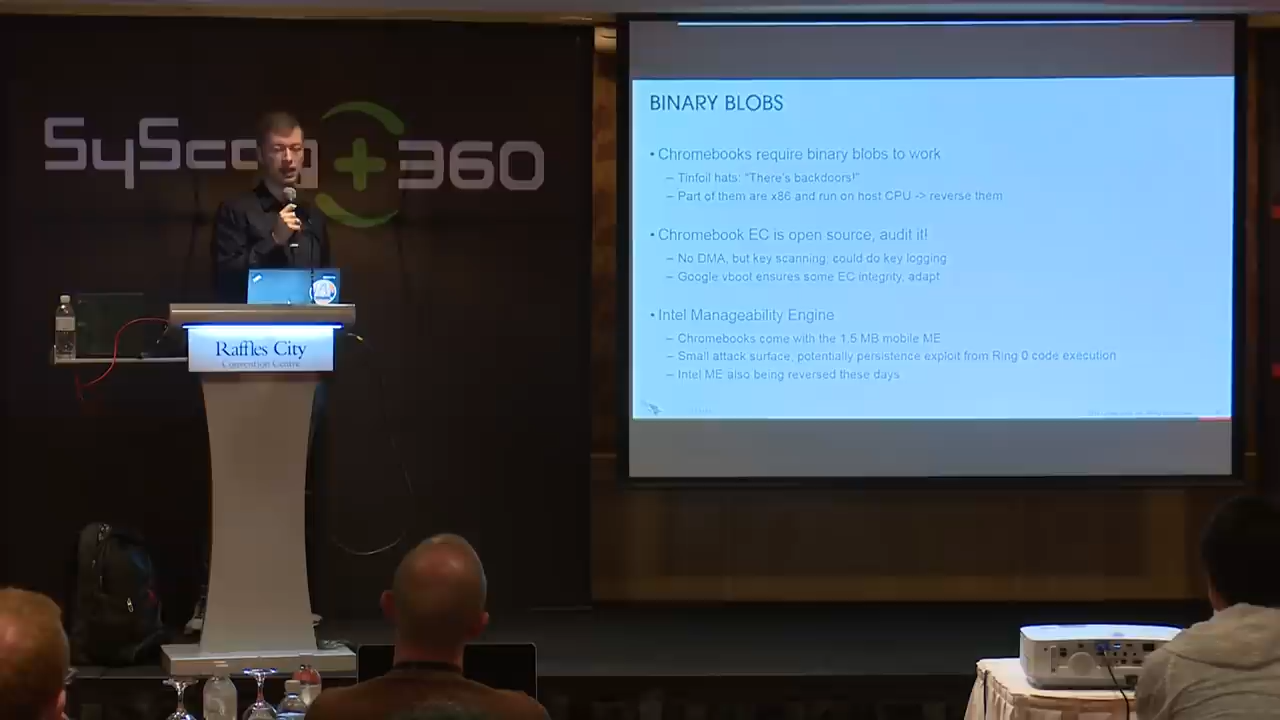 SyScan+360
Raffles City
Convention Centre
BINARY BLOBS
• Chromebooks require binary blobs to work
– Tinfoil hats: "There's backdoors!"
– Part of them are x86 and run on host CPU -> reverse them
• Chromebook EC is open source, audit it!
– No DMA, but key scanning, could do key logging
– Google vboot ensures some EC integrity, adapt
• Intel Manageability Engine
– Chromebooks come with the 1.5 MB mobile ME
– Small attack surface, potentially persistence exploit from Ring 0 code execution
– Intel ME also being reversed these days